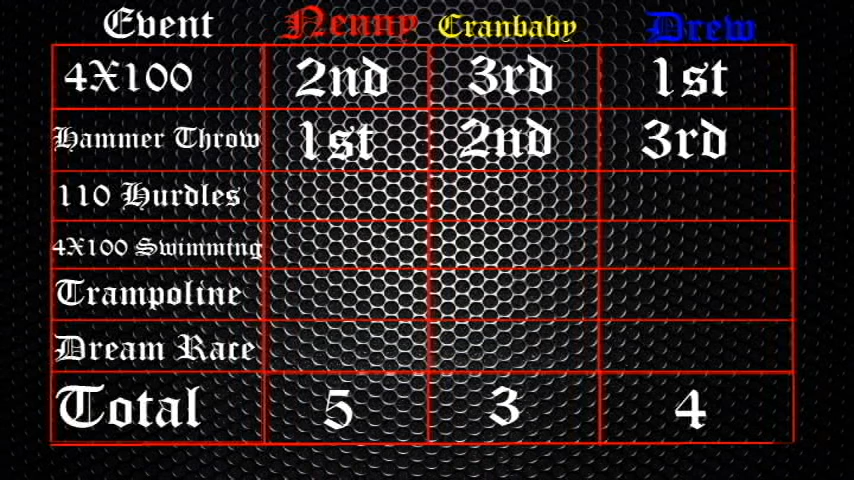 Event Nenny Cranbaby Drew
4X100 2nd 3rd 1st
Hammer Throw 1st 2nd 3rd
110 Hurdles
4X100 Swimming
Trampoline
Dream Race
Total 5 3 4